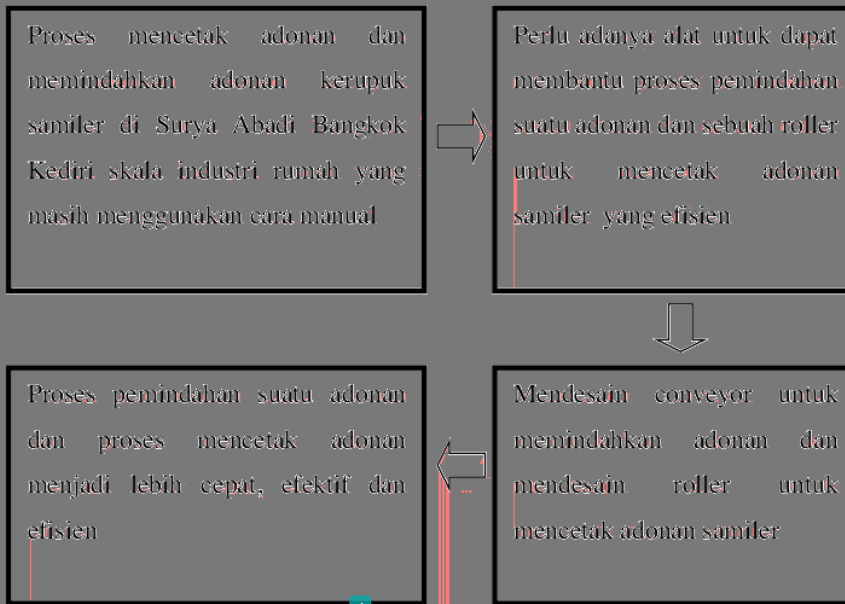 Proses mencetak adonan dan
memindahkan adonan kerupuk
samiler di Surya Abadi Bangkok
Kediri skala industri rumah yang
masih menggunakan cara manual
Perlu adanya alat untuk dapat
membantu proses pemindahan
suatu adonan dan sebuah roller
untuk mencetak adonan
samiler yang efisien
Mendesain conveyor untuk
memindahkan adonan dan
mendesain roller untuk
mencetak adonan samiler
Proses pemindahan suatu adonan
dan proses mencetak adonan
menjadi lebih cepat, efektif dan
efisien